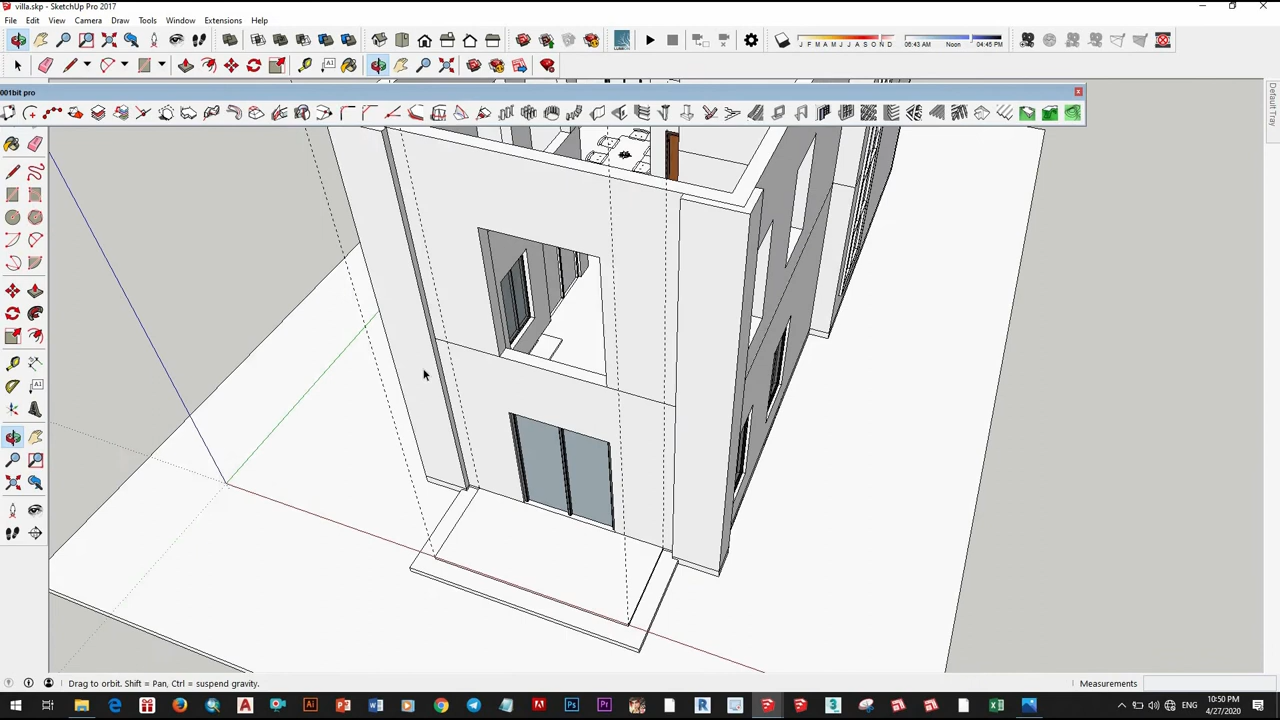 villa.skp - SketchUp Pro 2017
File Edit View Camera Draw Tools Window Extensions Help
J F M A M J J A S O N D 06:43 AM Noon 04:45 PM
001bit pro
Default Tray
Drag to orbit. Shift = Pan, Ctrl = suspend gravity.
Measurements
ENG
10:50 PM
4/27/2020